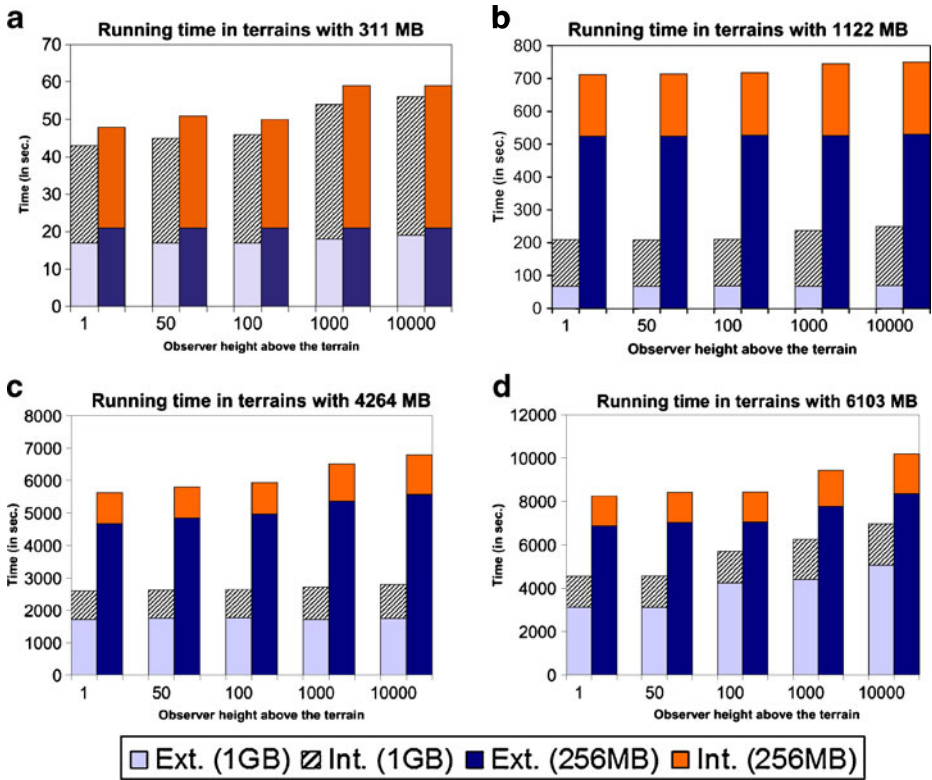 a
Running time in terrains with 311 MB
Time (in sec.)
70
60
50
40
30
20
10
0
1 50 100 1000 10000
Observer height above the terrain
b
Running time in terrains with 1122 MB
Time (in sec.)
800
700
600
500
400
300
200
100
0
1 50 100 1000 10000
Observer height above the terrain
c
Running time in terrains with 4264 MB
Time (in sec.)
8000
7000
6000
5000
4000
3000
2000
1000
0
1 50 100 1000 10000
Observer height above the terrain
d
Running time in terrains with 6103 MB
Time (in sec.)
12000
10000
8000
6000
4000
2000
0
1 50 100 1000 10000
Observer height above the terrain
Ext. (1GB) Int. (1GB) Ext. (256MB) Int. (256MB)